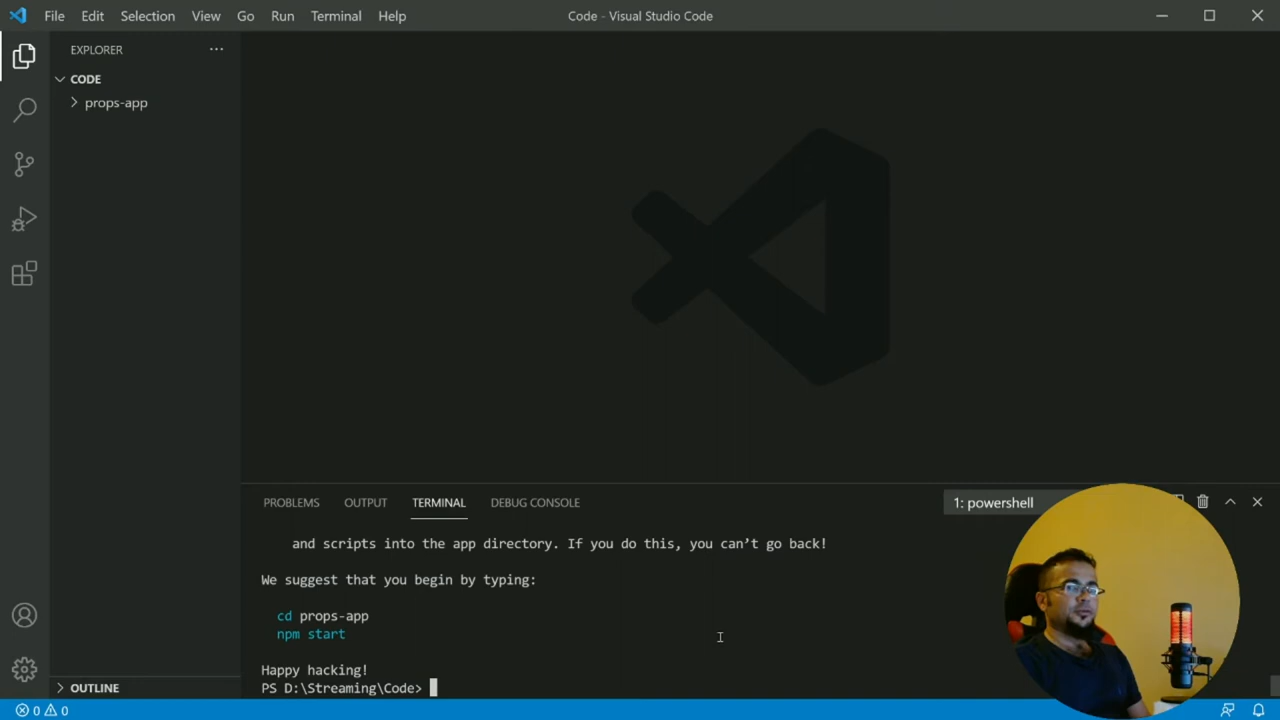 File Edit Selection View Go Run Terminal Help
Code - Visual Studio Code
EXPLORER
CODE
props-app
PROBLEMS OUTPUT TERMINAL DEBUG CONSOLE
1: powershell
and scripts into the app directory. If you do this, you can’t go back!
We suggest that you begin by typing:
cd props-app
npm start
Happy hacking!
PS D:\Streaming\Code>
OUTLINE
0 0